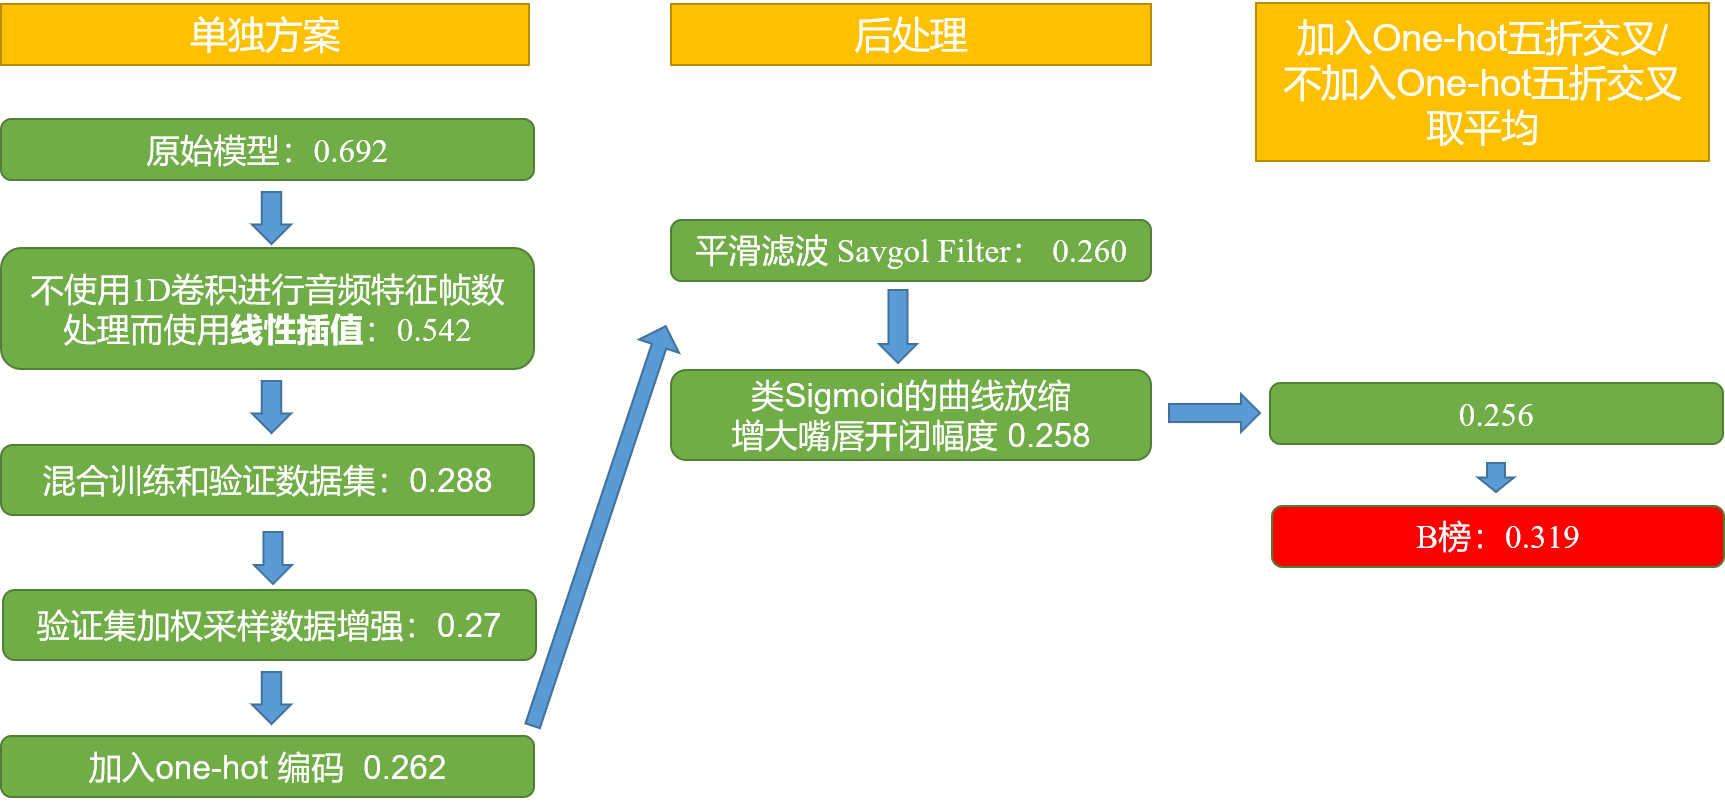 单独方案
原始模型：0.692
不使用1D卷积进行音频特征帧数
处理而使用线性插值：0.542
混合训练和验证数据集：0.288
验证集加权采样数据增强：0.27
加入one-hot 编码 0.262
后处理
平滑滤波 Savgol Filter： 0.260
类Sigmoid的曲线放缩
增大嘴唇开闭幅度 0.258
加入One-hot五折交叉/
不加入One-hot五折交叉
取平均
0.256
B榜：0.319